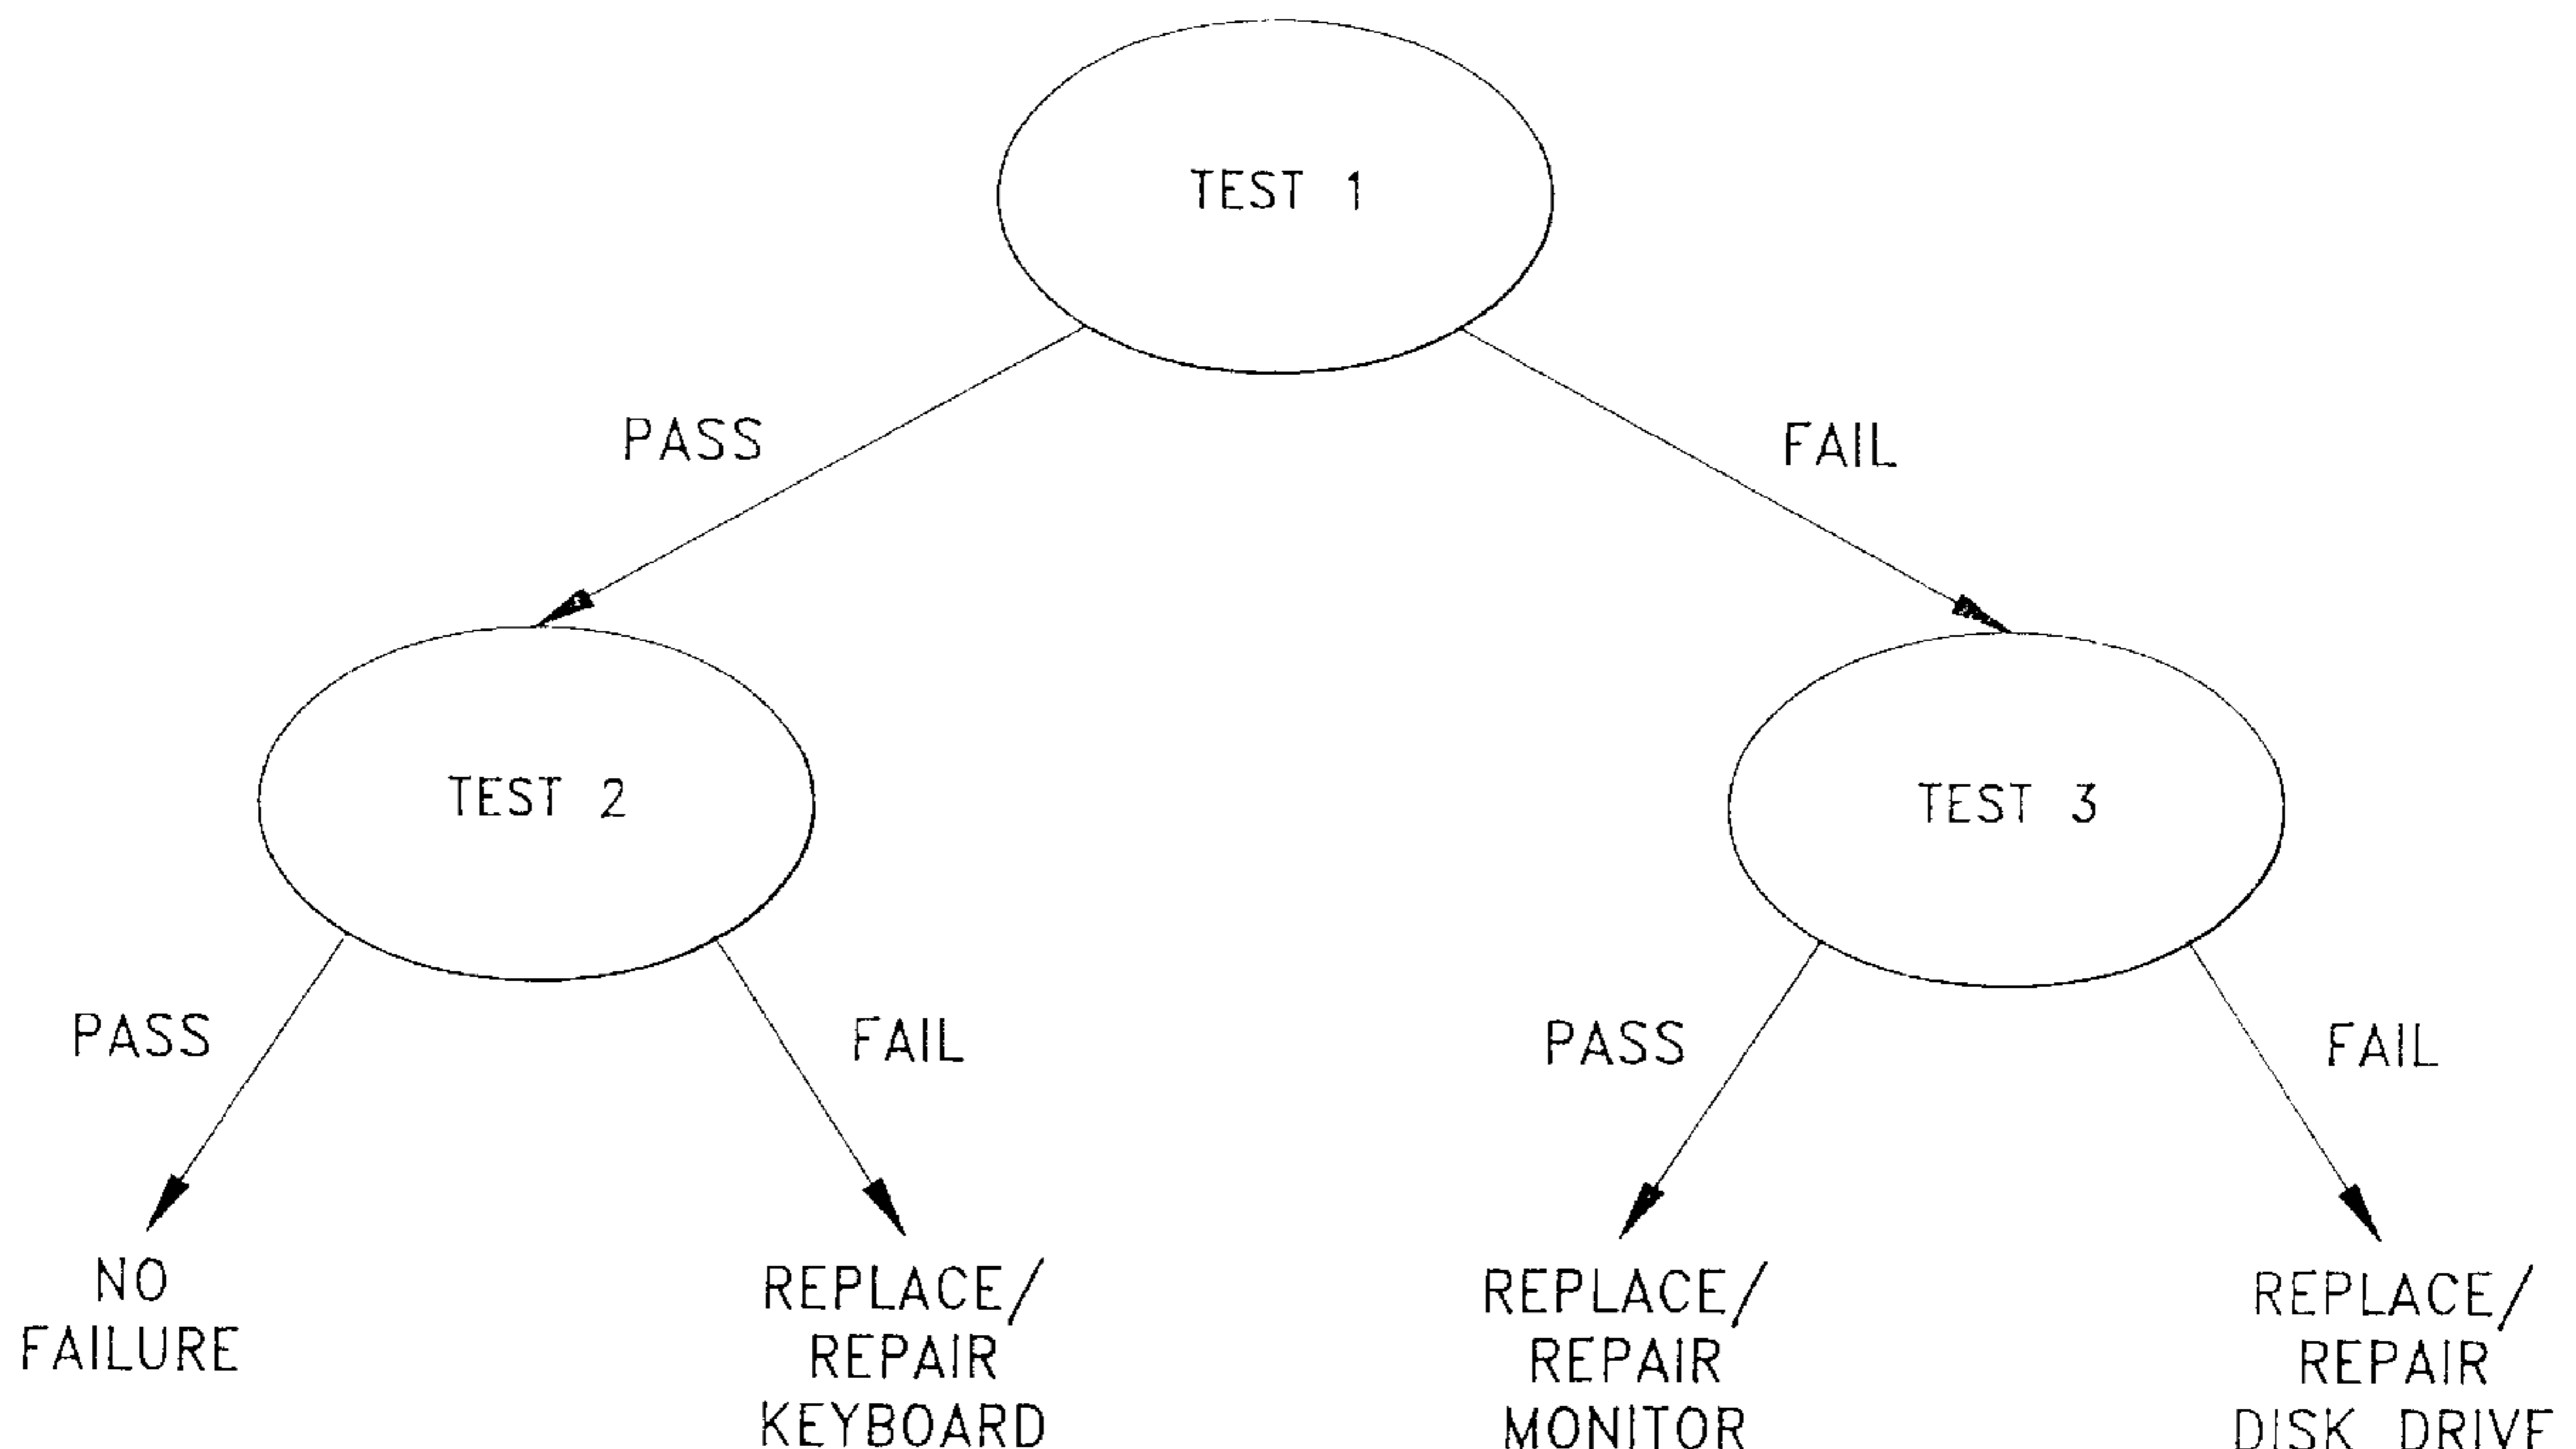 TEST 1
PASS
FAIL
TEST 2
TEST 3
PASS
FAIL
PASS
FAIL
NO
FAILURE
REPLACE/
REPAIR
KEYBOARD
REPLACE/
REPAIR
MONITOR
REPLACE/
REPAIR
DISK DRIVE